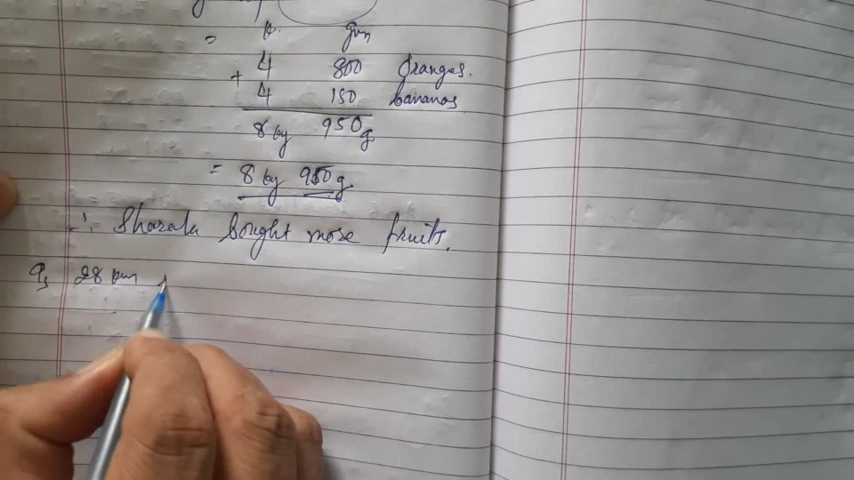 = k. gm
4 800 Oranges.
+ 4 150 bananas
8 kg 950 g
= 8 kg 950 g
∴ Sharala bought more fruits.
9, 28 km